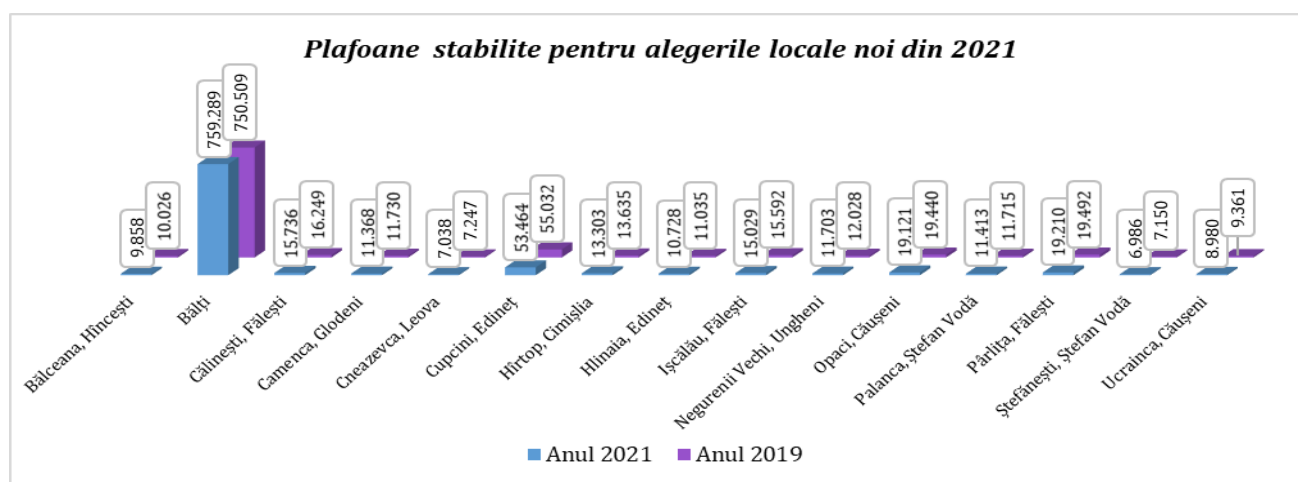 Plafoane stabilite pentru alegerile locale noi din 2021
9.858
10.026
759.289
750.509
15.736
16.249
11.368
11.730
7.038
7.247
53.464
55.032
13.303
13.635
10.728
11.035
15.029
15.592
11.703
12.028
19.121
19.440
11.413
11.715
19.210
19.492
6.986
7.150
8.980
9.361
Bălceana, Hîncești
Bălți
Călinești, Fălești
Camenca, Glodeni
Cneazevca, Leova
Cupcini, Edineț
Hîrtop, Cimișlia
Hlinaia, Edineț
Ișcălău, Fălești
Negurenii Vechi, Ungheni
Opaci, Căușeni
Palanca, Ștefan Vodă
Pârlița, Fălești
Ștefănești, Ștefan Vodă
Ucrainca, Căușeni
Anul 2021
Anul 2019